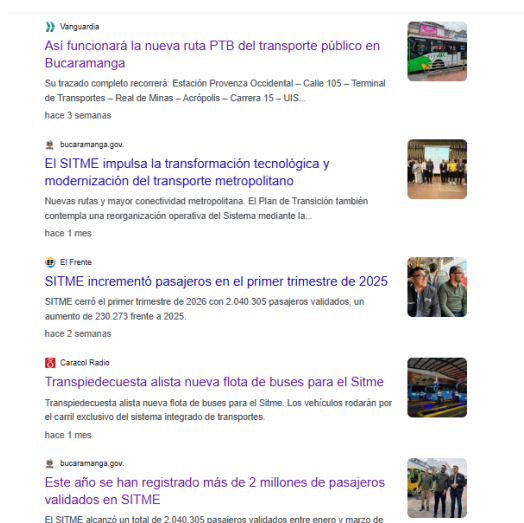 Vanguardia
Así funcionará la nueva ruta PTB del transporte público en
Bucaramanga
Su trazado completo recorrerá: Estación Provenza Occidental – Calle 105 – Terminal
de Transportes – Real de Minas – Acrópolis – Carrera 15 – UIS...
hace 3 semanas
bucaramanga.gov.
El SITME impulsa la transformación tecnológica y
modernización del transporte metropolitano
Nuevas rutas y mayor conectividad metropolitana. El Plan de Transición también
contempla una reorganización operativa del Sistema mediante la...
hace 1 mes
El Frente
SITME incrementó pasajeros en el primer trimestre de 2025
SITME cerró el primer trimestre de 2026 con 2.040.305 pasajeros validados, un
aumento de 230.273 frente a 2025.
hace 2 semanas
Caracol Radio
Transpiedecuesta alista nueva flota de buses para el Sitme
Transpiedecuesta alista nueva flota de buses para el Sitme. Los vehículos rodarán por
el carril exclusivo del sistema integrado de transportes.
hace 1 mes
bucaramanga.gov.
Este año se han registrado más de 2 millones de pasajeros
validados en SITME
El SITME alcanzó un total de 2.040.305 pasajeros validados entre enero y marzo de